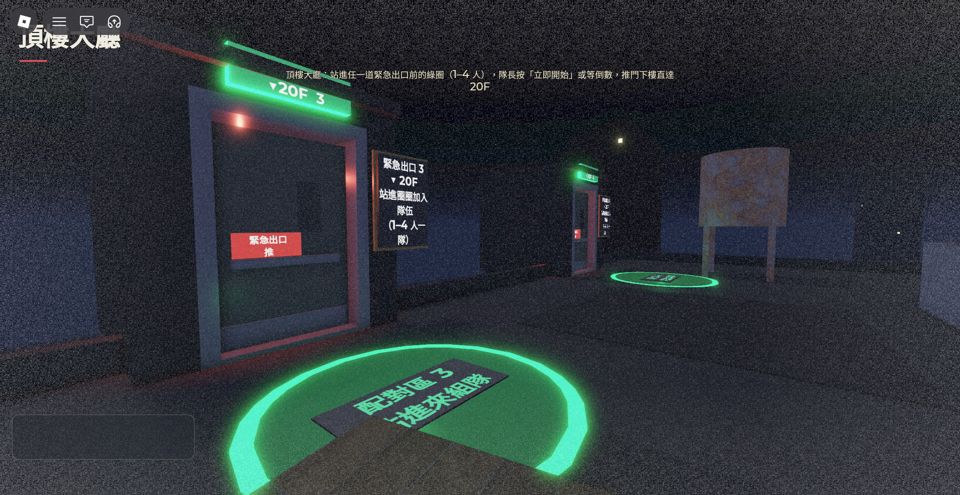 頂樓大廳
頂樓大廳：站進任一道緊急出口前的綠圈（1–4 人），隊長按「立即開始」或等倒數，推門下樓直達
20F
▼20F 3
緊急出口 3
▼ 20F
站進圈圈加入
隊伍
（1–4 人一
隊）
緊急出口
推
配對區 3
站進來組隊